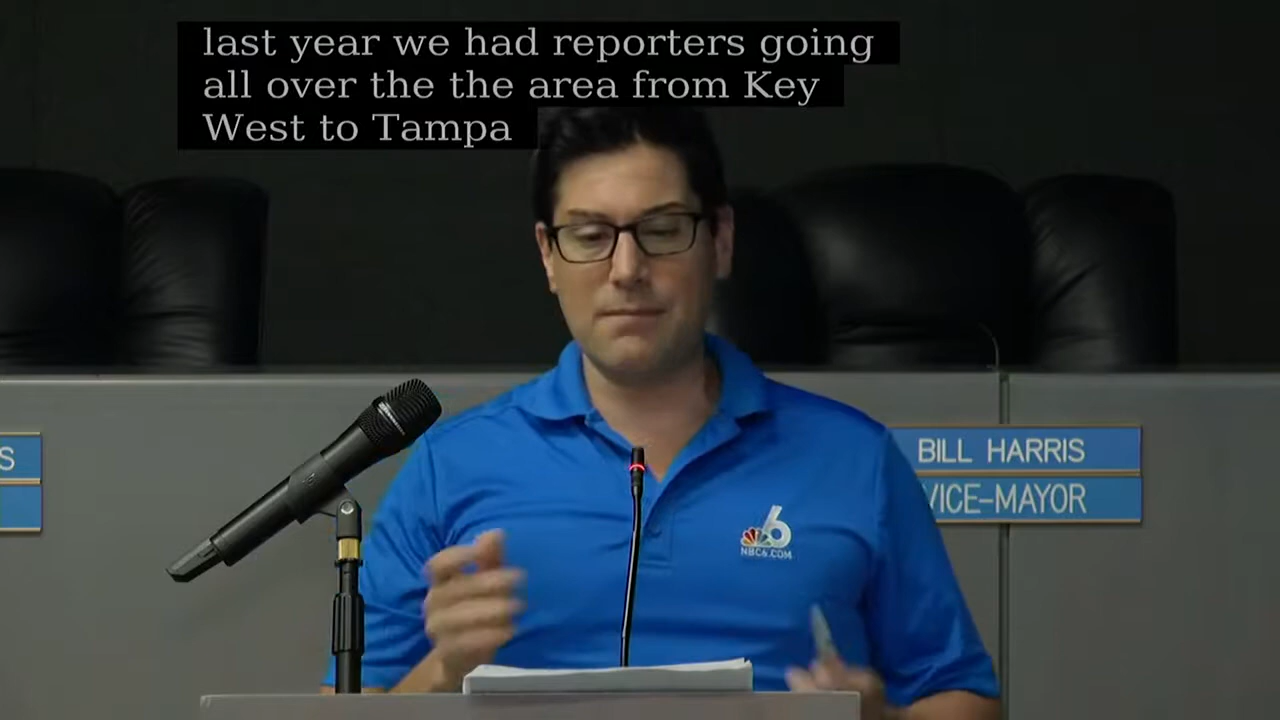 last year we had reporters going
all over the the area from Key
West to Tampa
S
BILL HARRIS
VICE-MAYOR
6
NBC6.COM